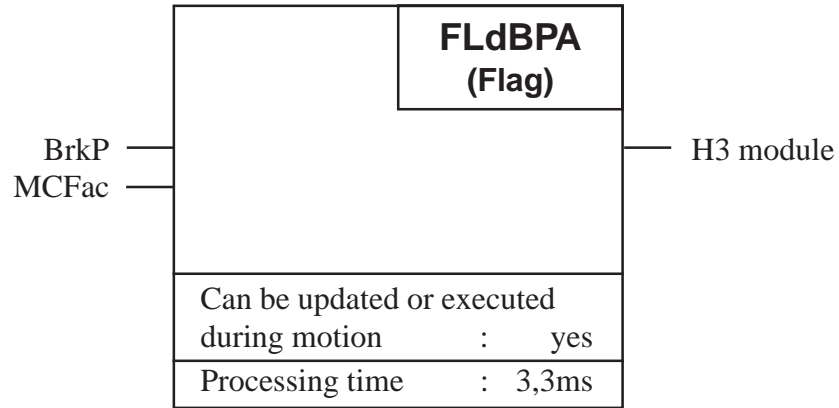 FLdBPA
(Flag)
BrkP
H3 module
MCFac
Can be updated or executed
during motion : yes
Processing time : 3,3ms